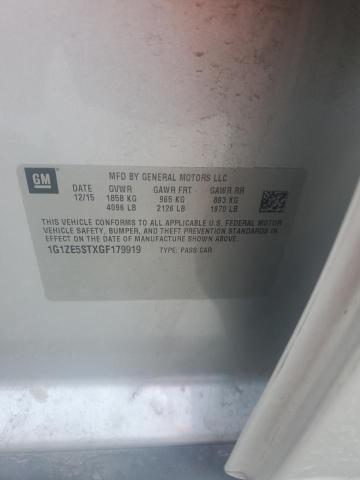 GM
MFD BY GENERAL MOTORS LLC
12/15
GVWR GAWR FRT GAWR RR
1858 KG 965 KG 893 KG
4096 LB 2126 LB 1970 LB
THIS VEHICLE CONFORMS TO ALL APPLICABLE U.S. FEDERAL MOTOR
VEHICLE SAFETY, BUMPER, AND THEFT PREVENTION STANDARDS IN
EFFECT ON THE DATE OF MANUFACTURE SHOWN ABOVE.
1G1ZE5STXGF179919 TYPE: PASS CAR